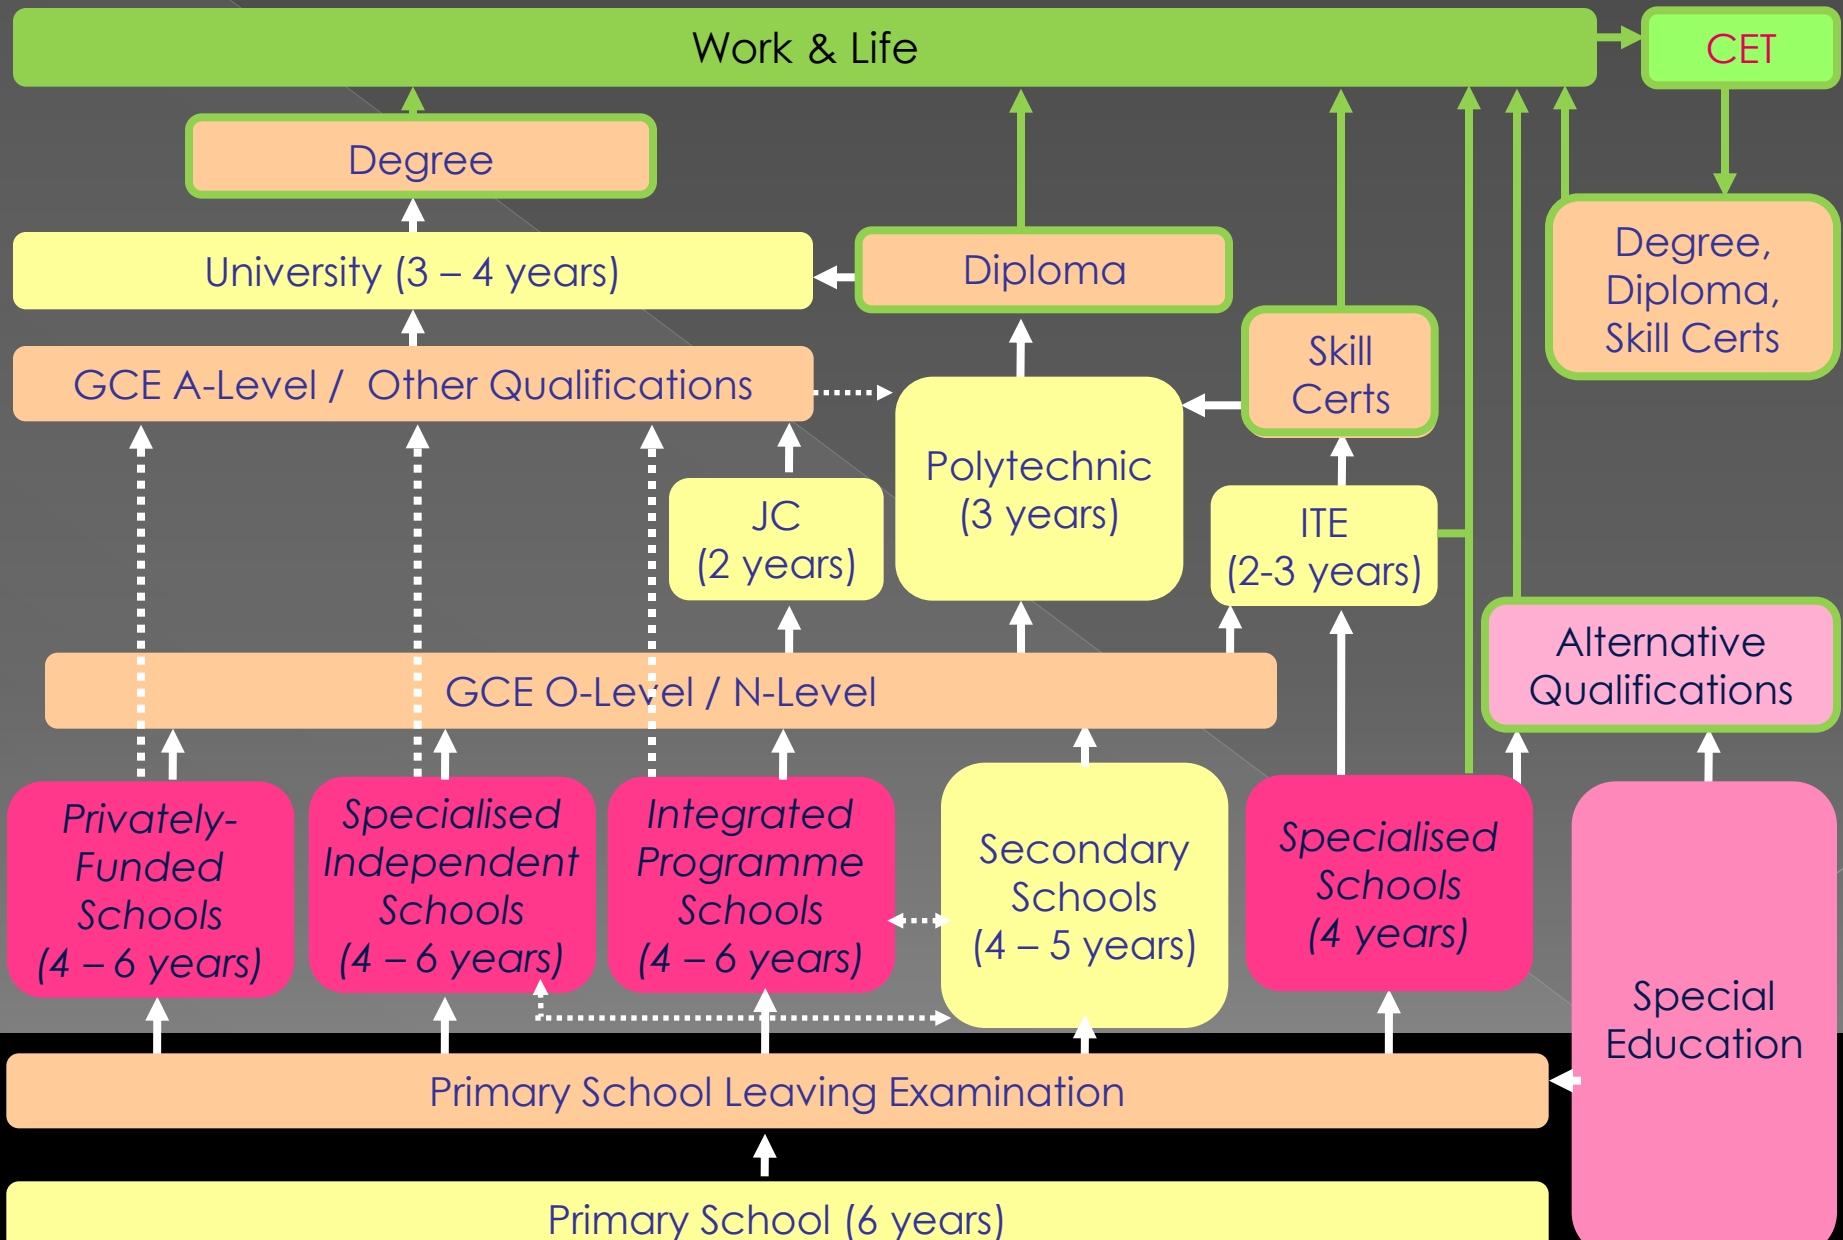 Work & Life
CET
Degree
Degree,
Diploma,
Skill Certs
University (3 – 4 years)
Diploma
Skill
Certs
GCE A-Level / Other Qualifications
Polytechnic
(3 years)
JC
(2 years)
ITE
(2-3 years)
Alternative
Qualifications
GCE O-Level / N-Level
Privately-
Funded
Schools
(4 – 6 years)
Specialised
Independent
Schools
(4 – 6 years)
Integrated
Programme
Schools
(4 – 6 years)
Secondary
Schools
(4 – 5 years)
Specialised
Schools
(4 years)
Special
Education
Primary School Leaving Examination
Primary School (6 years)